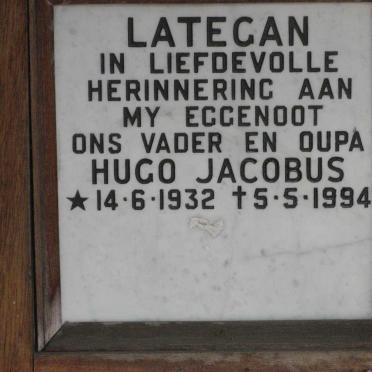 LATEGAN
IN LIEFDEVOLLE
HERINNERING AAN
MY EGGENOOT
ONS VADER EN OUPA
HUGO JACOBUS
★14·6·1932 ✝5·5·1994